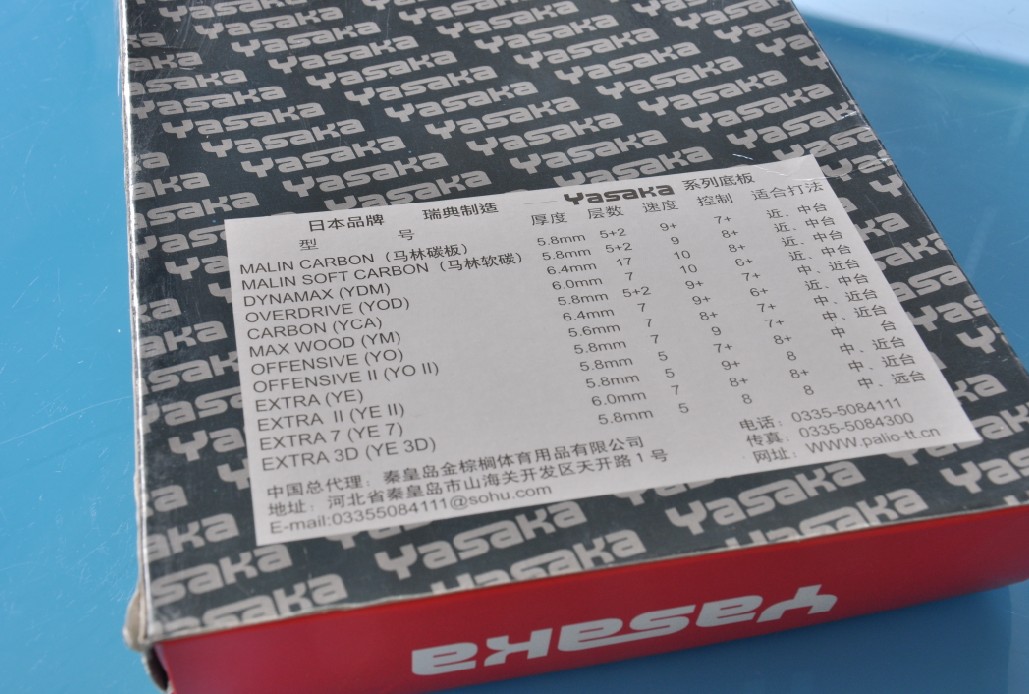 Yasaka
日本品牌 瑞典制造 Yasaka 系列底板
型 号 厚度 层数 速度 控制 适合打法
MALIN CARBON (马林碳板) 5.8mm 5+2 9+ 7+ 近、中台
MALIN SOFT CARBON (马林软碳) 5.8mm 5+2 9 8+ 近、中台
DYNAMAX (YDM) 6.4mm 17 10 8+ 近、中台
OVERDRIVE (YOD) 6.0mm 7 10 6+ 近、中台
CARBON (YCA) 5.8mm 5+2 9+ 7+ 中、近台
MAX WOOD (YM) 6.4mm 7 9+ 6+ 近、中台
OFFENSIVE (YO) 5.6mm 7 8+ 7+ 中、近台
OFFENSIVE II (YO II) 5.8mm 7 9 7+ 中、近台
EXTRA (YE) 5.8mm 5 7+ 8+ 中 台
EXTRA II (YE II) 5.8mm 5 9+ 8 中、近台
EXTRA 7 (YE 7) 6.0mm 7 8+ 8+ 中、近台
EXTRA 3D (YE 3D) 5.8mm 5 8 8 中、远台
中国总代理：秦皇岛金棕榈体育用品有限公司 电话：0335-5084111
地址：河北省秦皇岛市山海关开发区天开路1号 传真：0335-5084300
E-mail:03355084111@sohu.com 网址：WWW.palio-tt.cn
Yasaka